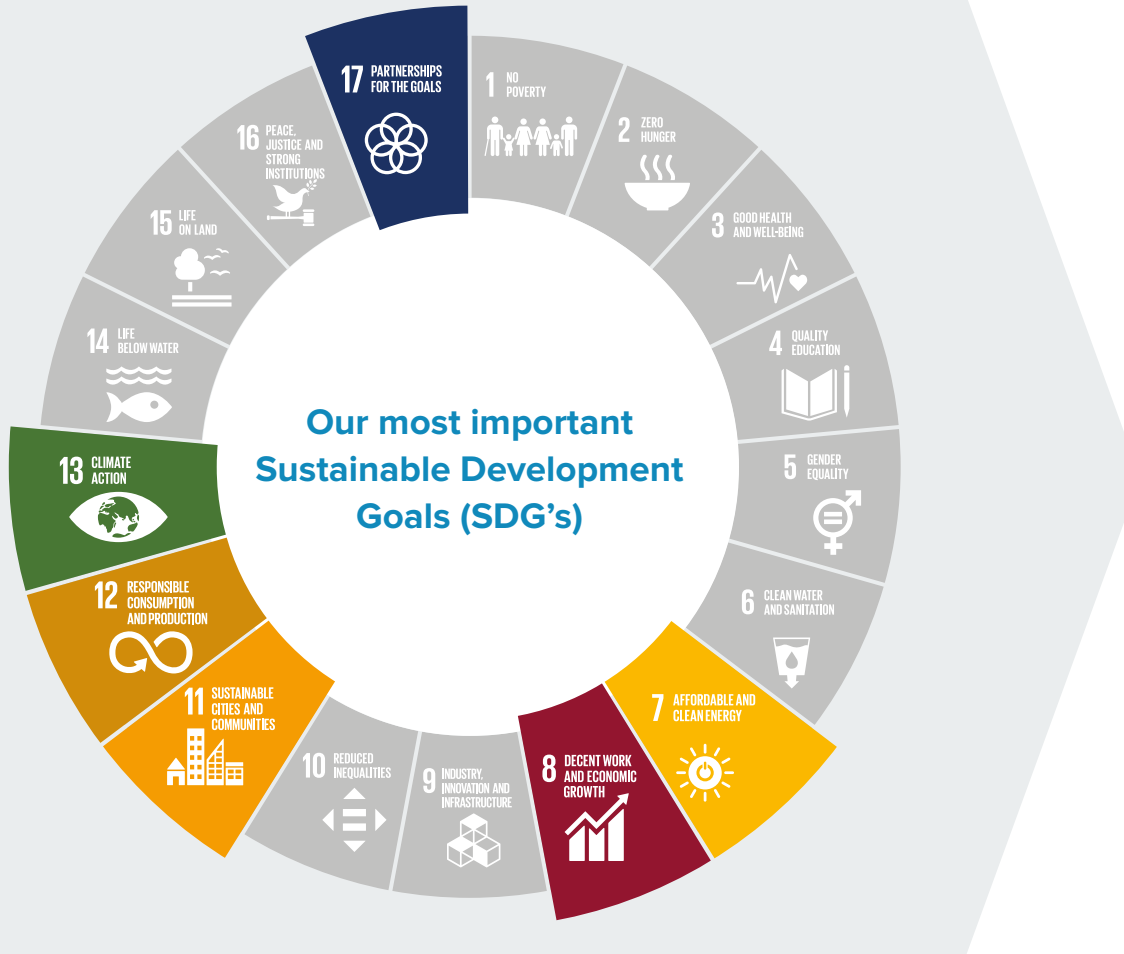 17 PARTNERSHIPS
FOR THE GOALS
1 NO
POVERTY
2 ZERO
HUNGER
3 GOOD HEALTH
AND WELL-BEING
4 QUALITY
EDUCATION
5 GENDER
EQUALITY
6 CLEAN WATER
AND SANITATION
7 AFFORDABLE AND
CLEAN ENERGY
8 DECENT WORK
AND ECONOMIC
GROWTH
9 INDUSTRY,
INNOVATION AND
INFRASTRUCTURE
10 REDUCED
INEQUALITIES
11 SUSTAINABLE
CITIES AND
COMMUNITIES
12 RESPONSIBLE
CONSUMPTION
AND PRODUCTION
13 CLIMATE
ACTION
14 LIFE
BELOW WATER
15 LIFE
ON LAND
16 PEACE,
JUSTICE AND
STRONG
INSTITUTIONS
Our most important
Sustainable Development
Goals (SDG’s)